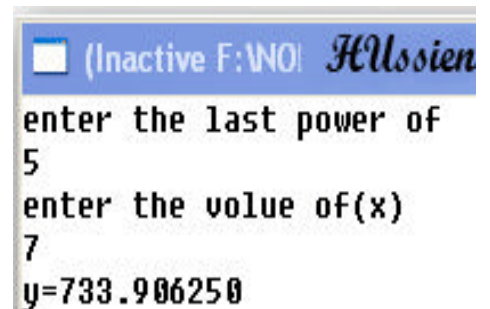 (Inactive F:\NO HUssien
enter the last power of
5
enter the volue of(x)
7
y=733.906250